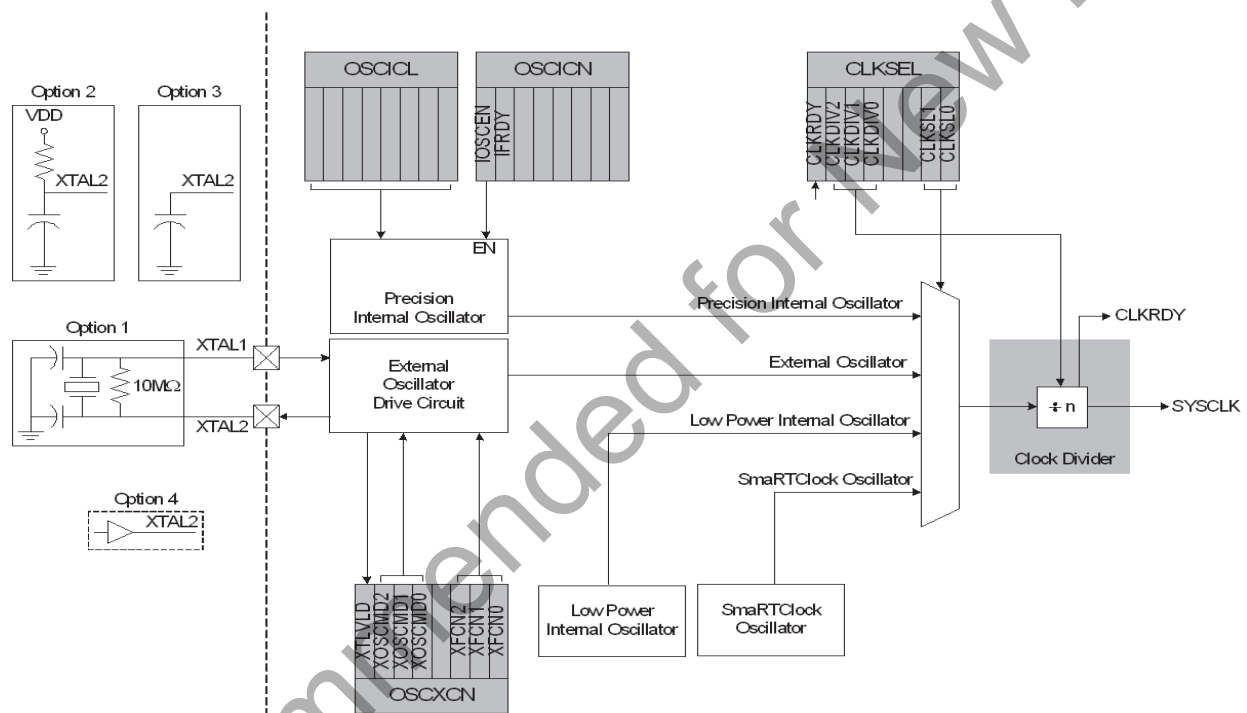 OSCICL
OSCICN
CLKSEL
IOSCEN
IFRDY
CLKRDY
CLKDIV2
CLKDIV1
CLKDIV0
CLKSL1
CLKSL0
Option 2
VDD
XTAL2
Option 3
XTAL2
EN
Precision
Internal Oscillator
Precision Internal Oscillator
CLKRDY
Option 1
XTAL1
10MΩ
XTAL2
External
Oscillator
Drive Circuit
External Oscillator
Low Power Internal Oscillator
÷ n
SYSCLK
Clock Divider
SmaRTClock Oscillator
Option 4
XTAL2
XTLVLD
XOSCMD2
XOSCMD1
XOSCMD0
XFCN2
XFCN1
XFCN0
OSCXCN
Low Power
Internal Oscillator
SmaRTClock
Oscillator
mmended for New